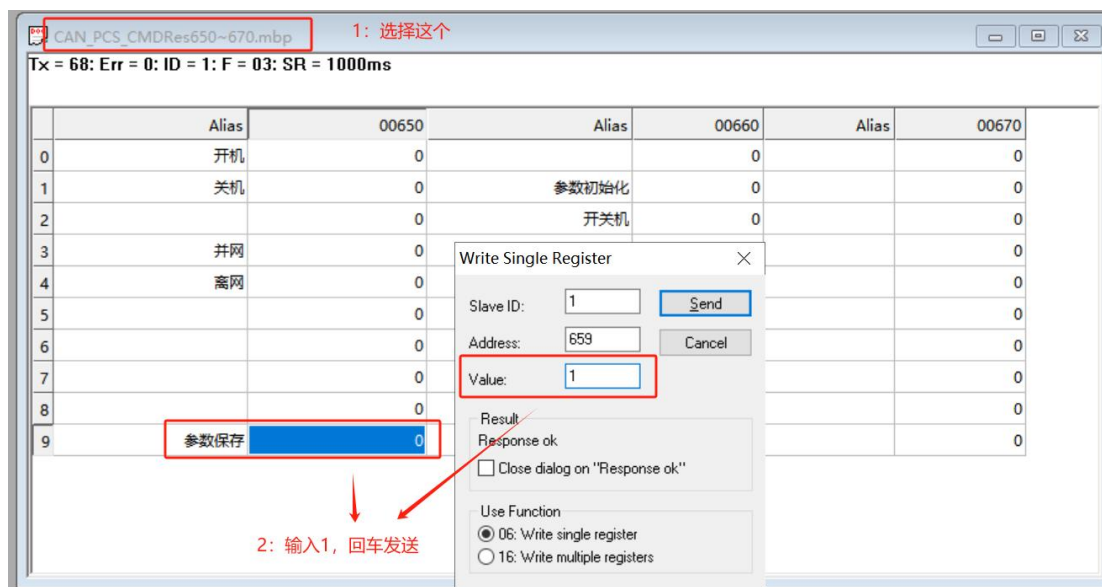 CAN_PCS_CMDRes650~670.mbp
1: 选择这个
Tx = 68: Err = 0: ID = 1: F = 03: SR = 1000ms
Alias 00650 Alias 00660 Alias 00670
0 开机 0 0 0
1 关机 0 参数初始化 0 0
2 0 开关机 0 0
3 并网 0 0
4 离网 0 0
5 0 0
6 0 0
7 0 0
8 0 0
9 参数保存 0 0
Write Single Register
Slave ID: 1 Send
Address: 659 Cancel
Value: 1
Result
Response ok
Close dialog on "Response ok"
Use Function
06: Write single register
16: Write multiple registers
2: 输入1, 回车发送